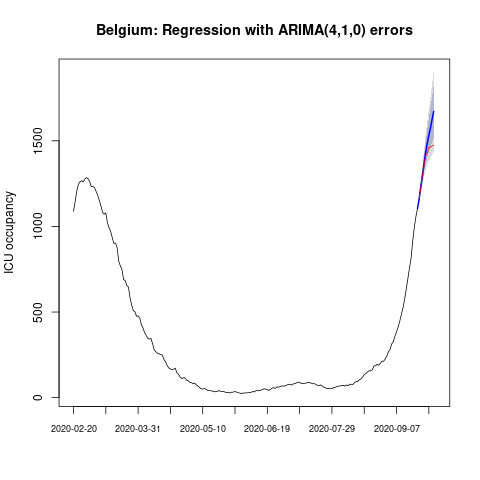 Belgium: Regression with ARIMA(4,1,0) errors
ICU occupancy
1500
1000
500
0
2020-02-20 2020-03-31 2020-05-10 2020-06-19 2020-07-29 2020-09-07